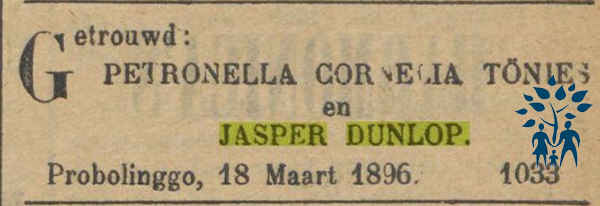 Getrouwd:
PETRONELLA CORNELIA TÖNIES
en
JASPER DUNLOP.
Probolinggo, 18 Maart 1896. 1033